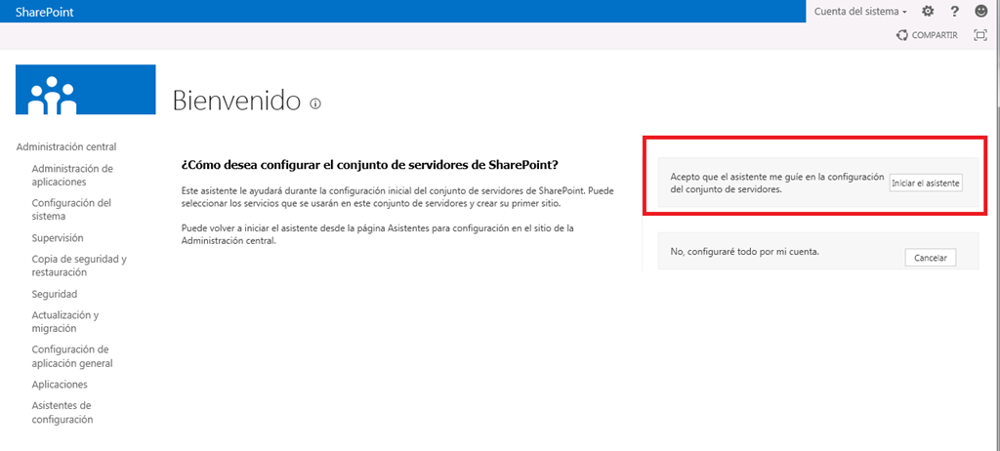 SharePoint
Cuenta del sistema
?
COMPARTIR
Bienvenido
Administración central
Administración de
aplicaciones
Configuración del
sistema
Supervisión
Copia de seguridad y
restauración
Seguridad
Actualización y
migración
Configuración de
aplicación general
Aplicaciones
Asistentes de
configuración
¿Cómo desea configurar el conjunto de servidores de SharePoint?
Este asistente le ayudará durante la configuración inicial del conjunto de servidores de SharePoint. Puede
seleccionar los servicios que se usarán en este conjunto de servidores y crear su primer sitio.
Puede volver a iniciar el asistente desde la página Asistentes para configuración en el sitio de la
Administración central.
Acepto que el asistente me guíe en la configuración
del conjunto de servidores.
Iniciar el asistente
No, configuraré todo por mi cuenta.
Cancelar